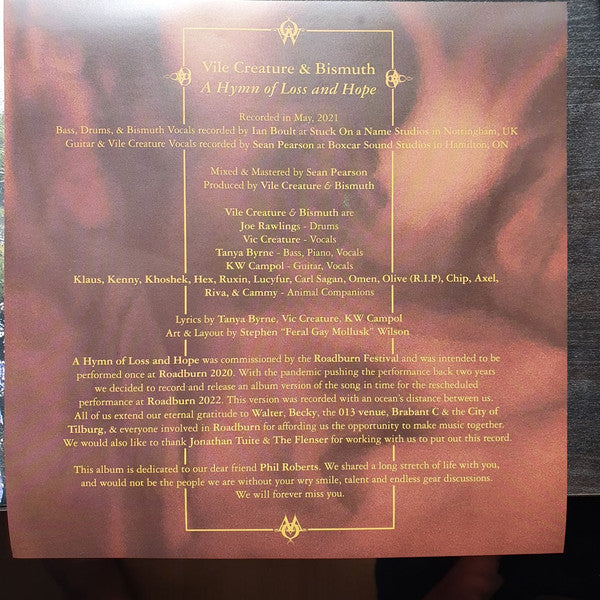 Vile Creature & Bismuth
A Hymn of Loss and Hope
Recorded in May, 2021
Bass, Drums, & Bismuth Vocals recorded by Ian Boult at Stuck On a Name Studios in Nottingham, UK
Guitar & Vile Creature Vocals recorded by Sean Pearson at Boxcar Sound Studios in Hamilton, ON
Mixed & Mastered by Sean Pearson
Produced by Vile Creature & Bismuth
Vile Creature & Bismuth are
Joe Rawlings - Drums
Vic Creature - Vocals
Tanya Byrne - Bass, Piano, Vocals
KW Campol - Guitar, Vocals
Klaus, Kenny, Khoshek, Hex, Ruxin, Lucyfur, Carl Sagan, Omen, Olive (R.I.P), Chip, Axel,
Riva, & Cammy - Animal Companions
Lyrics by Tanya Byrne, Vic Creature, KW Campol
Art & Layout by Stephen "Feral Gay Mollusk" Wilson
A Hymn of Loss and Hope was commissioned by the Roadburn Festival and was intended to be
performed once at Roadburn 2020. With the pandemic pushing the performance back two years
we decided to record and release an album version of the song in time for the rescheduled
performance at Roadburn 2022. This version was recorded with an ocean's distance between us.
All of us extend our eternal gratitude to Walter, Becky, the 013 venue, Brabant C & the City of
Tilburg, & everyone involved in Roadburn for affording us the opportunity to make music together.
We would also like to thank Jonathan Tuite & The Flenser for working with us to put out this record.
This album is dedicated to our dear friend Phil Roberts. We shared a long stretch of life with you,
and would not be the people we are without your wry smile, talent and endless gear discussions.
We will forever miss you.